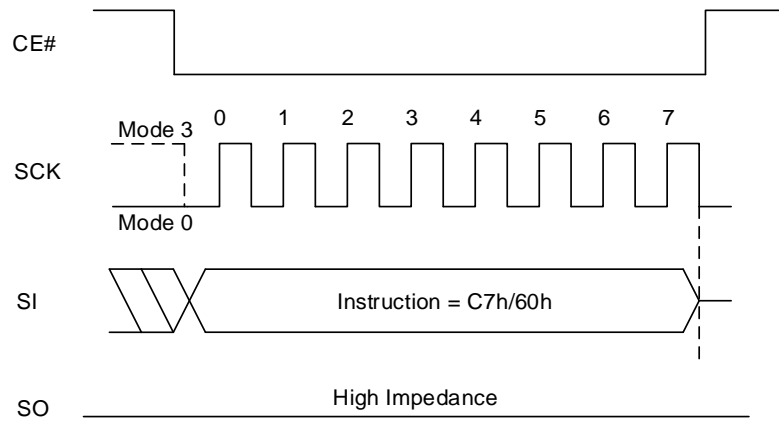 CE#
Mode 3 0 1 2 3 4 5 6 7
SCK
Mode 0
SI Instruction = C7h/60h
SO High Impedance